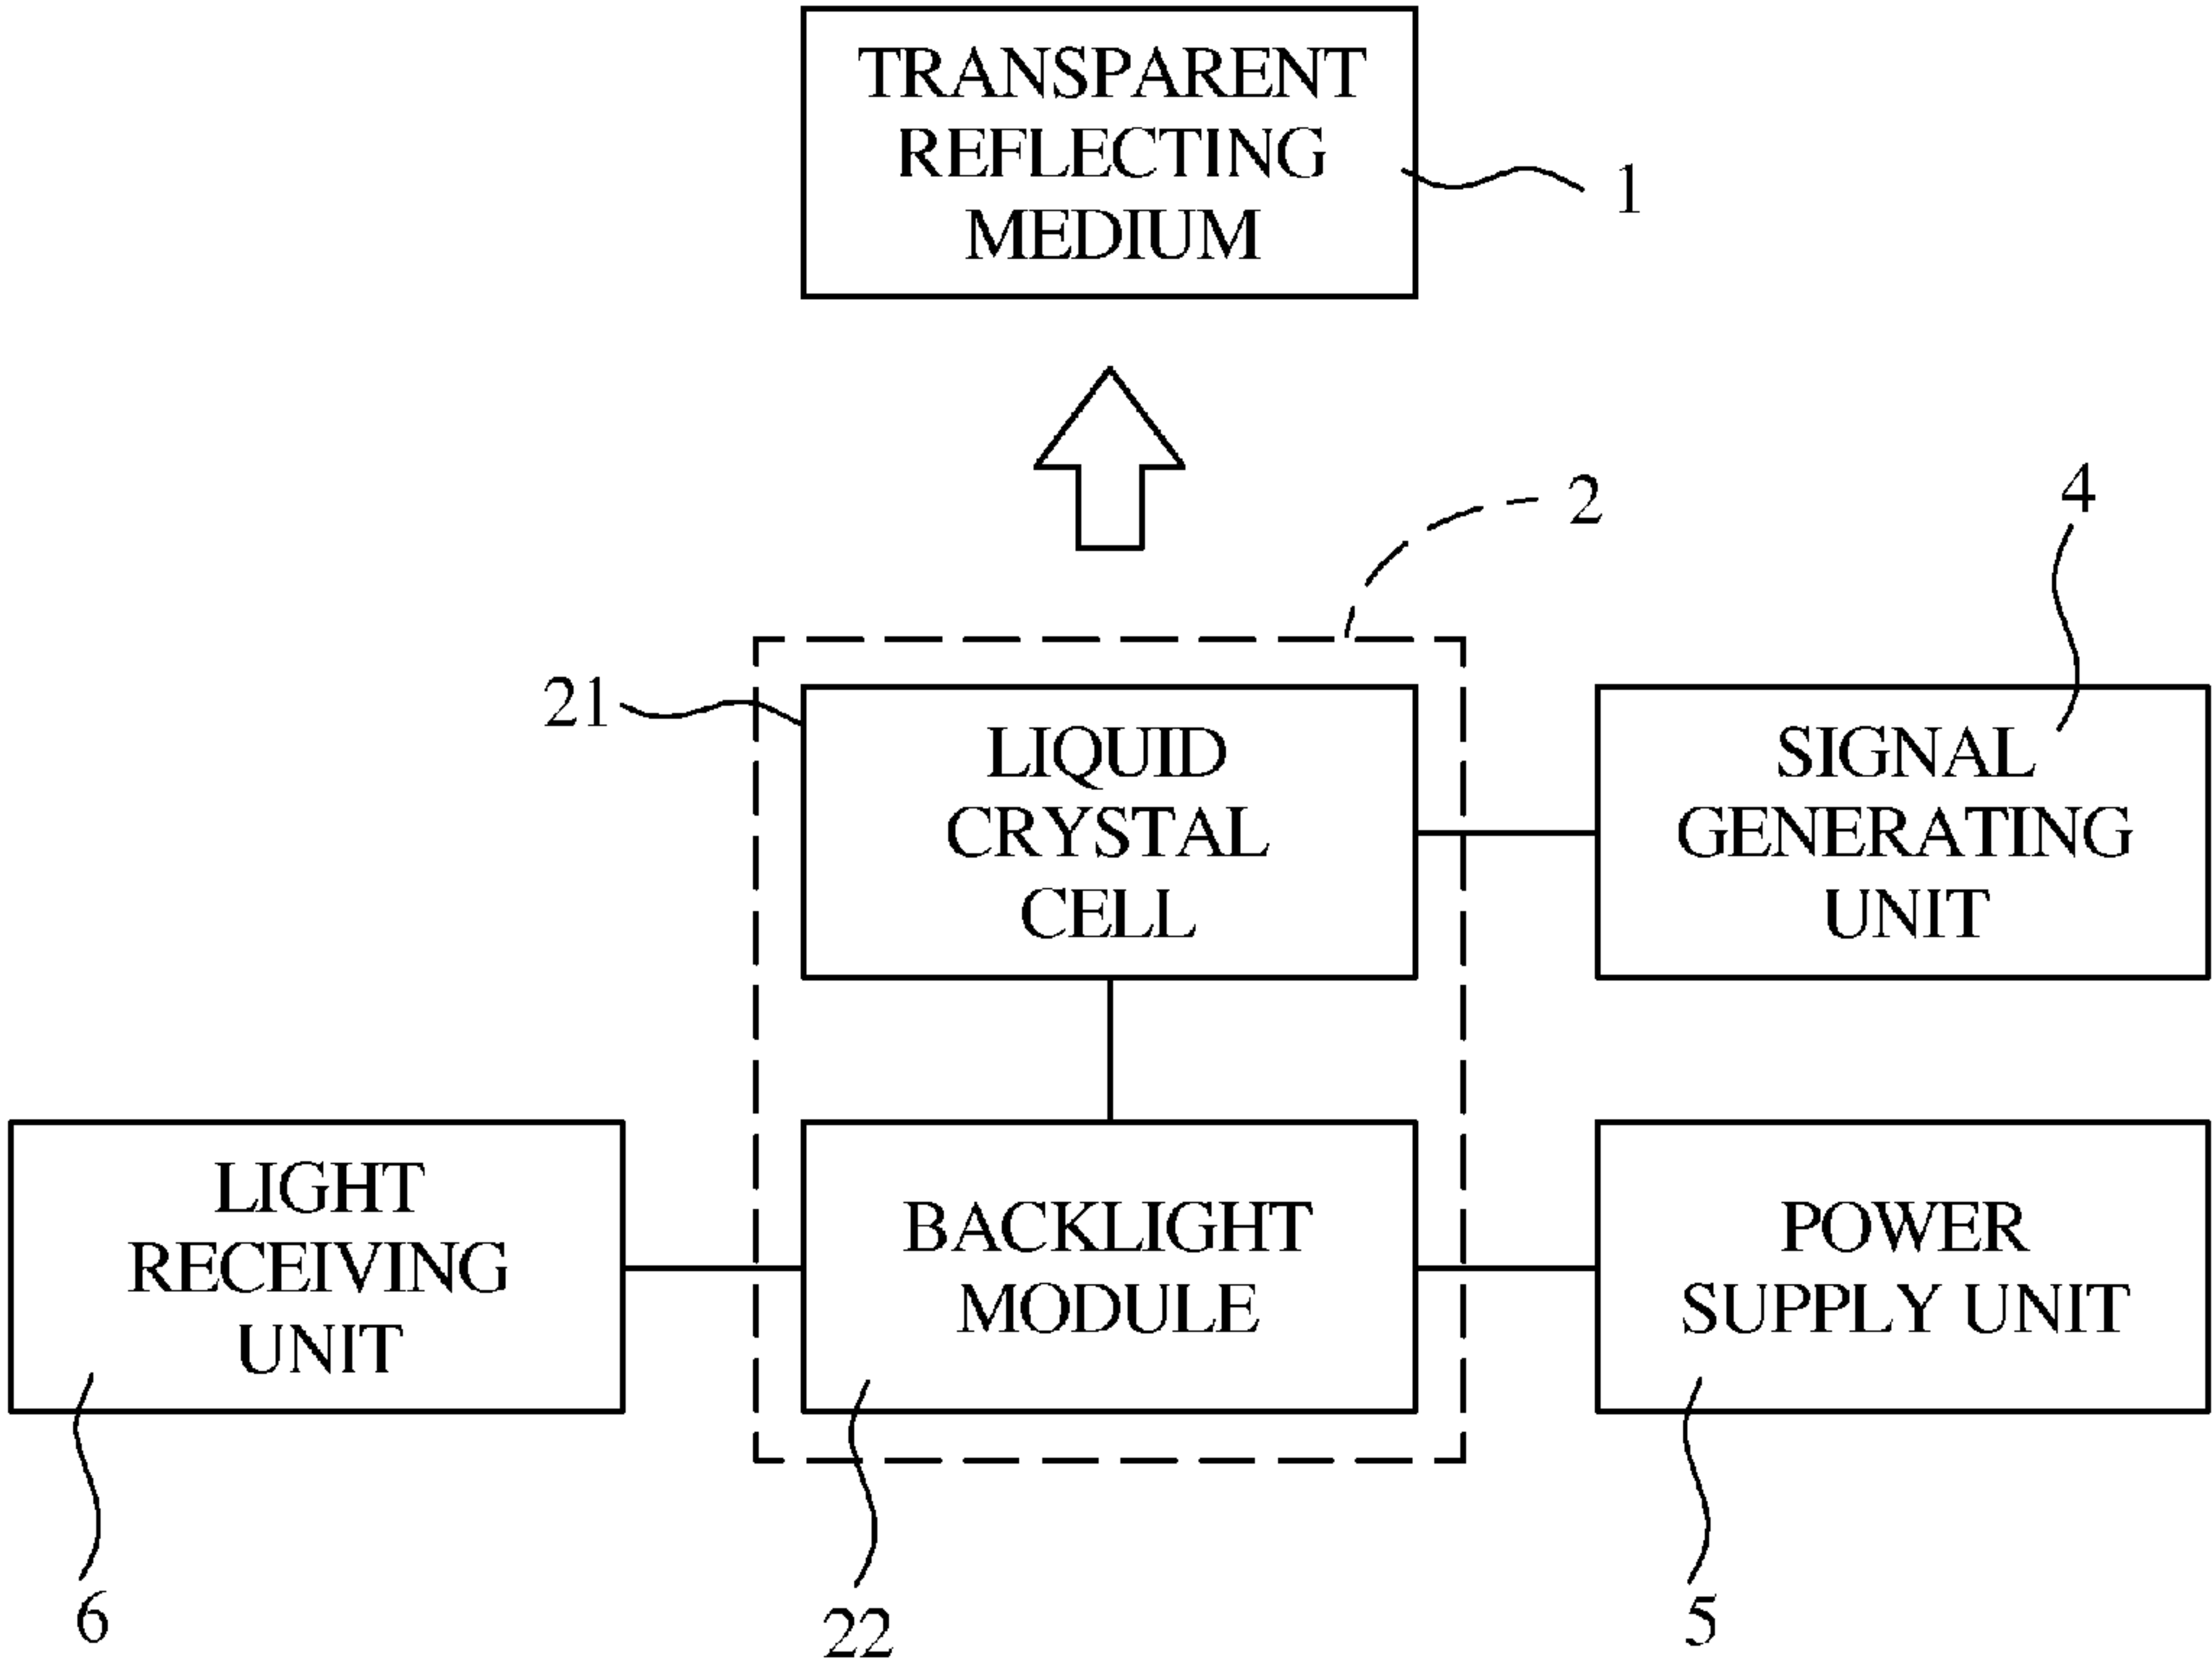 TRANSPARENT
REFLECTING
MEDIUM
1
2
4
21
LIQUID
CRYSTAL
CELL
SIGNAL
GENERATING
UNIT
LIGHT
RECEIVING
UNIT
BACKLIGHT
MODULE
POWER
SUPPLY UNIT
6
22
5